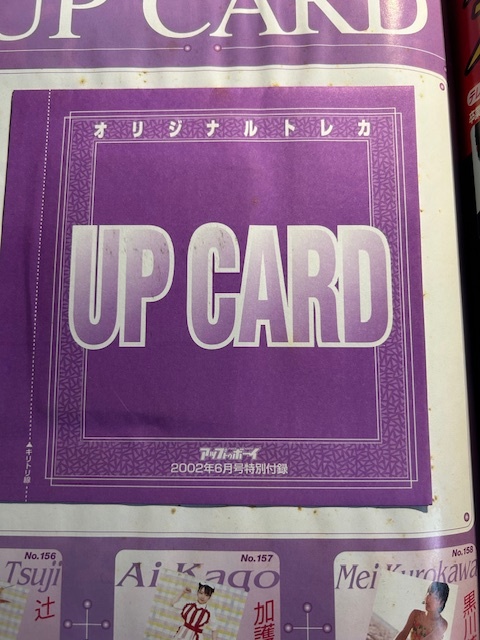 UP CARD
オリジナルトレカ
UP CARD
▲キリトリ線
アップトゥボーイ
2002年6月号特別付録
No.156
Tsuji
辻
No.157
Ai Kago
加護
No.158
Mei Kurokawa
黒川